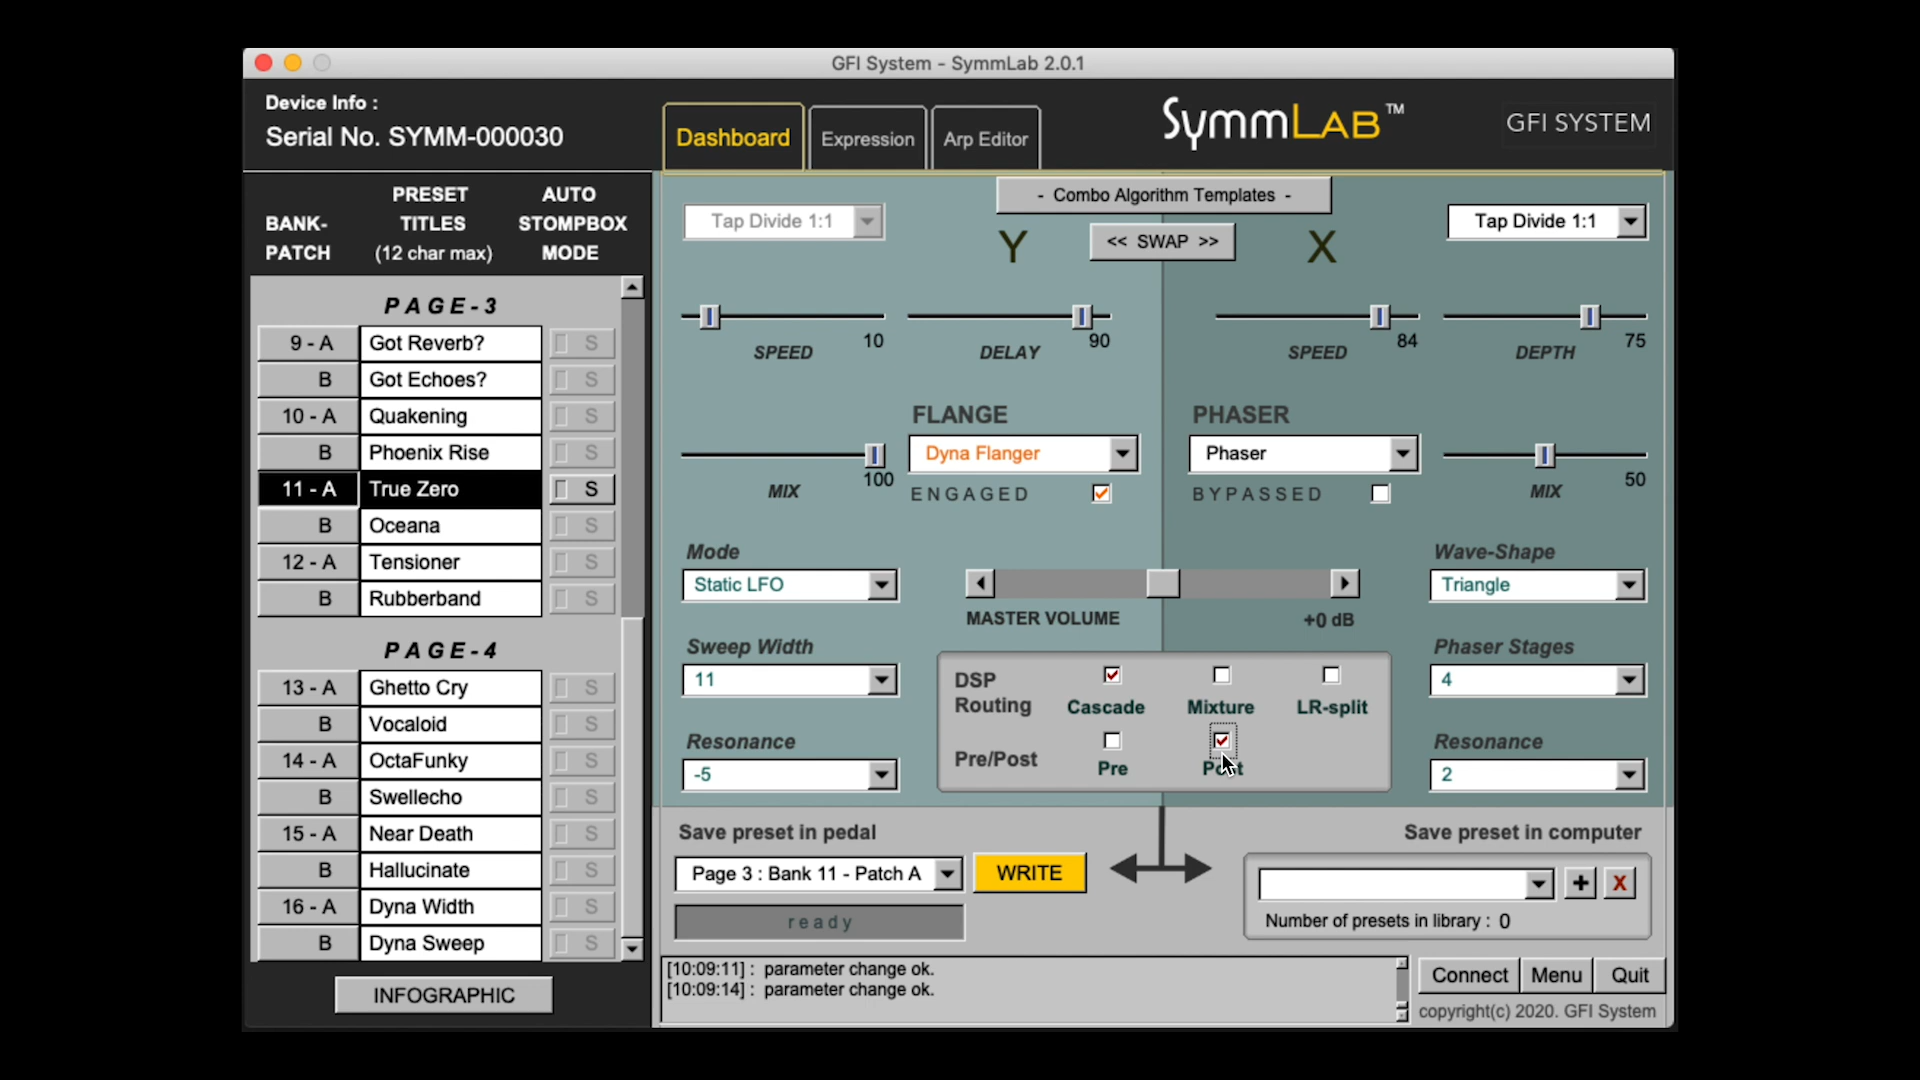 GFI System - SymmLab 2.0.1
Device Info :
Serial No. SYMM-000030
Dashboard
Expression
Arp Editor
SymmLAB™
GFI SYSTEM
BANK-
PATCH
PRESET
TITLES
(12 char max)
AUTO
STOMPBOX
MODE
PAGE-3
9 - A Got Reverb? S
B Got Echoes? S
10 - A Quakening S
B Phoenix Rise S
11 - A True Zero S
B Oceana S
12 - A Tensioner S
B Rubberband S
PAGE-4
13 - A Ghetto Cry S
B Vocaloid S
14 - A OctaFunky S
B Swellecho S
15 - A Near Death S
B Hallucinate S
16 - A Dyna Width S
B Dyna Sweep S
INFOGRAPHIC
- Combo Algorithm Templates -
Tap Divide 1:1
Y
<< SWAP >>
X
Tap Divide 1:1
SPEED 10
DELAY 90
SPEED 84
DEPTH 75
FLANGE
Dyna Flanger
ENGAGED
MIX 100
PHASER
Phaser
BYPASSED
MIX 50
Mode
Static LFO
Sweep Width
11
Resonance
-5
MASTER VOLUME +0 dB
DSP
Routing
Cascade Mixture LR-split
Pre/Post
Pre Post
Wave-Shape
Triangle
Phaser Stages
4
Resonance
2
Save preset in pedal
Page 3 : Bank 11 - Patch A
WRITE
ready
Save preset in computer
+ X
Number of presets in library : 0
[10:09:11] : parameter change ok.
[10:09:14] : parameter change ok.
Connect Menu Quit
copyright(c) 2020. GFI System